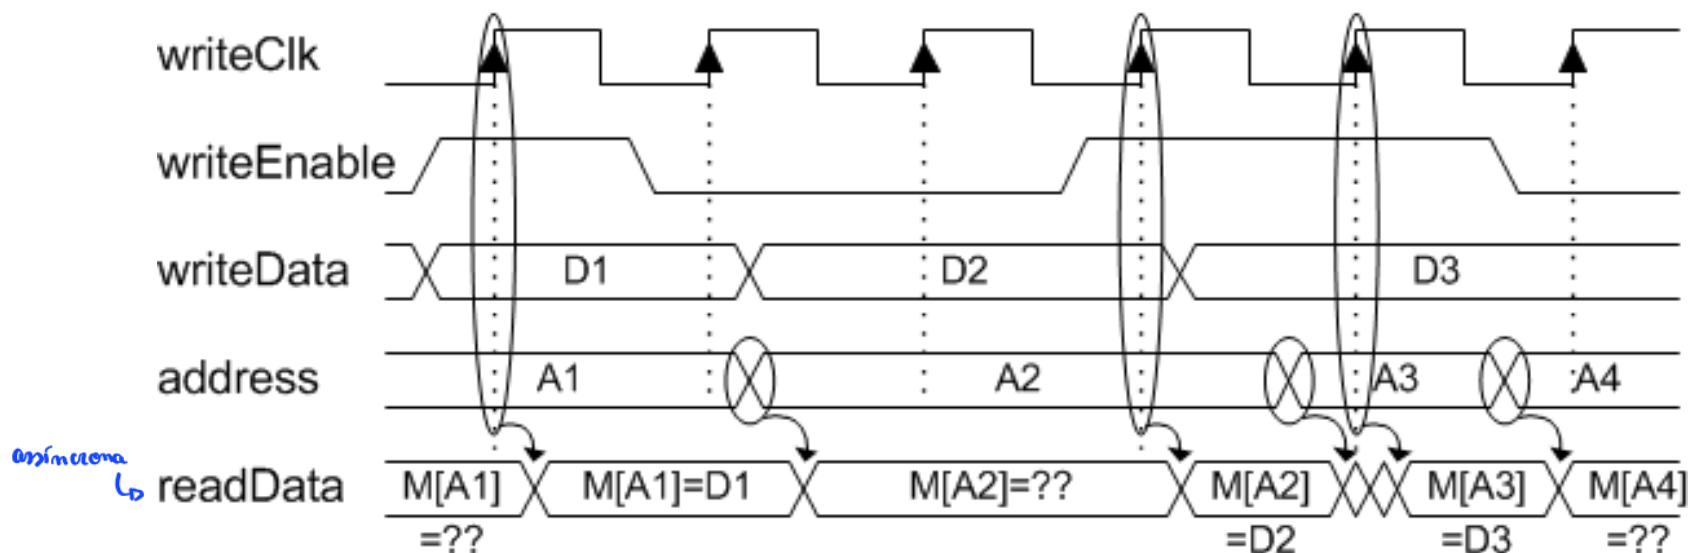 writeClk
writeEnable
writeData D1 D2 D3
address A1 A2 A3 A4
assíncrona
readData M[A1] M[A1]=D1 M[A2]=?? M[A2] M[A3] M[A4]
=?? =D2 =D3 =??